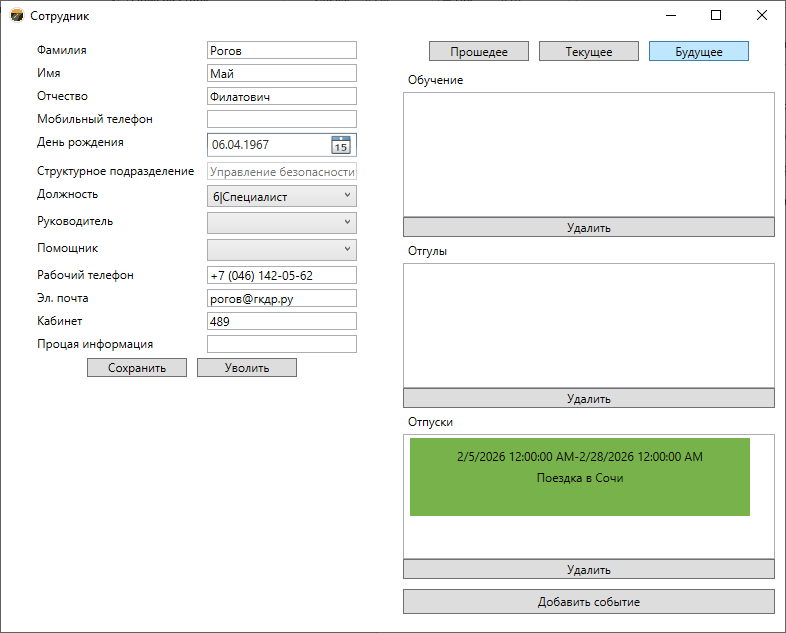 Сотрудник
Фамилия Рогов
Имя Май
Отчество Филатович
Мобильный телефон
День рождения 06.04.1967 15
Структурное подразделение Управление безопасности
Должность 6|Специалист
Руководитель
Помощник
Рабочий телефон +7 (046) 142-05-62
Эл. почта рогов@гкдр.ру
Кабинет 489
Процая информация
Сохранить Уволить
Прошедее Текущее Будущее
Обучение
Удалить
Отгулы
Удалить
Отпуски
2/5/2026 12:00:00 AM-2/28/2026 12:00:00 AM
Поездка в Сочи
Удалить
Добавить событие